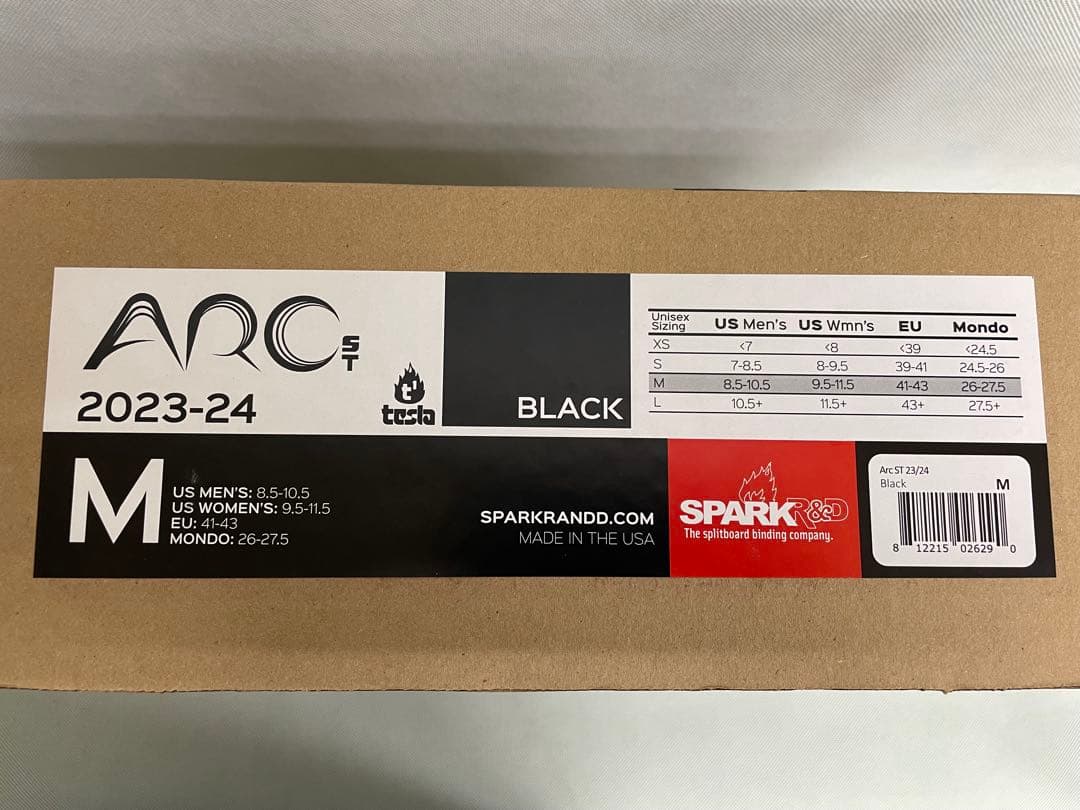 ARC ST
2023-24
tesla
BLACK
Unisex Sizing US Men's US Wmn's EU Mondo
XS <7 <8 <39 <24.5
S 7-8.5 8-9.5 39-41 24.5-26
M 8.5-10.5 9.5-11.5 41-43 26-27.5
L 10.5+ 11.5+ 43+ 27.5+
M
US MEN'S: 8.5-10.5
US WOMEN'S: 9.5-11.5
EU: 41-43
MONDO: 26-27.5
SPARKRANDD.COM
MADE IN THE USA
SPARK R&D
The splitboard binding company.
Arc ST 23/24
Black M
8 12215 02629 0